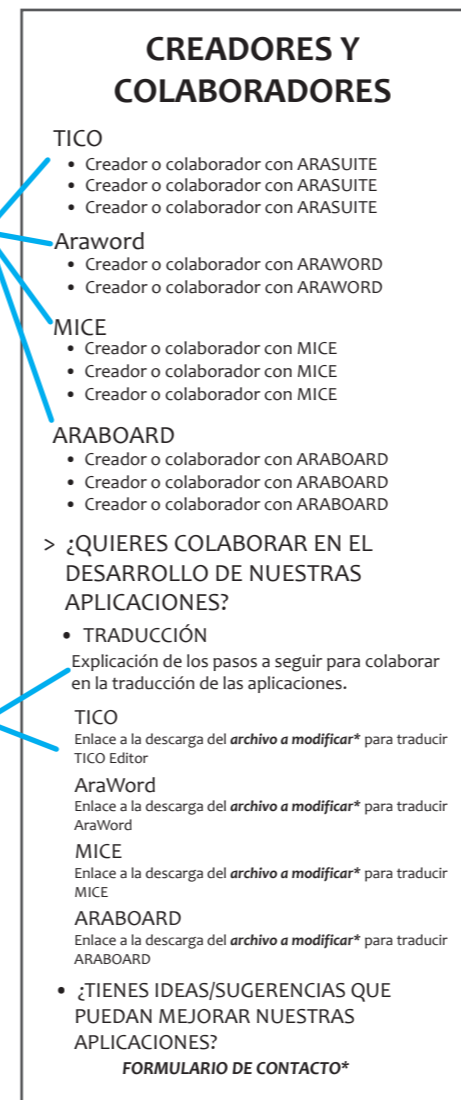 CREADORES Y
COLABORADORES
TICO
• Creador o colaborador con ARASUITE
• Creador o colaborador con ARASUITE
• Creador o colaborador con ARASUITE
Araword
• Creador o colaborador con ARAWORD
• Creador o colaborador con ARAWORD
MICE
• Creador o colaborador con MICE
• Creador o colaborador con MICE
• Creador o colaborador con MICE
ARABOARD
• Creador o colaborador con ARABOARD
• Creador o colaborador con ARABOARD
• Creador o colaborador con ARABOARD
> ¿QUIERES COLABORAR EN EL
DESARROLLO DE NUESTRAS
APLICACIONES?
• TRADUCCIÓN
Explicación de los pasos a seguir para colaborar
en la traducción de las aplicaciones.
TICO
Enlace a la descarga del archivo a modificar* para traducir
TICO Editor
AraWord
Enlace a la descarga del archivo a modificar* para traducir
AraWord
MICE
Enlace a la descarga del archivo a modificar* para traducir
MICE
ARABOARD
Enlace a la descarga del archivo a modificar* para traducir
ARABOARD
• ¿TIENES IDEAS/SUGERENCIAS QUE
PUEDAN MEJORAR NUESTRAS
APLICACIONES?
FORMULARIO DE CONTACTO*